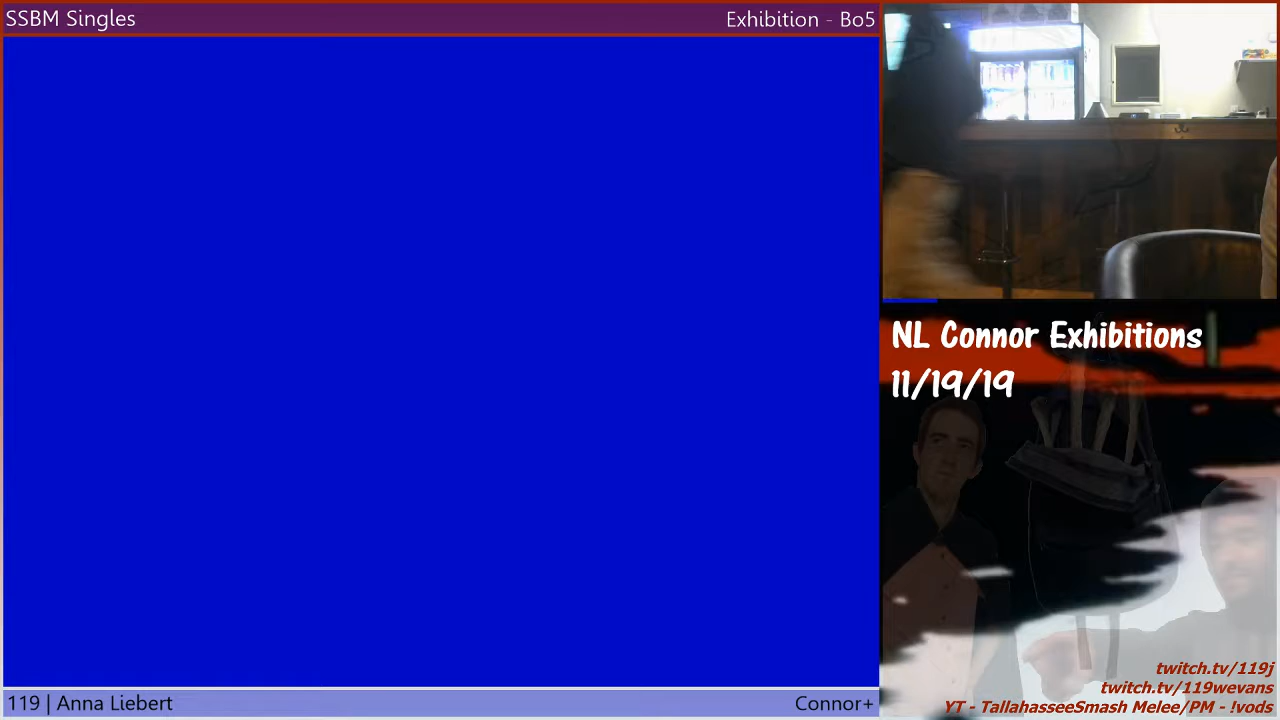 SSBM Singles
Exhibition - Bo5
NL Connor Exhibitions
11/19/19
twitch.tv/119j
twitch.tv/119wevans
YT - TallahasseeSmash Melee/PM - !vods
119 | Anna Liebert
Connor+